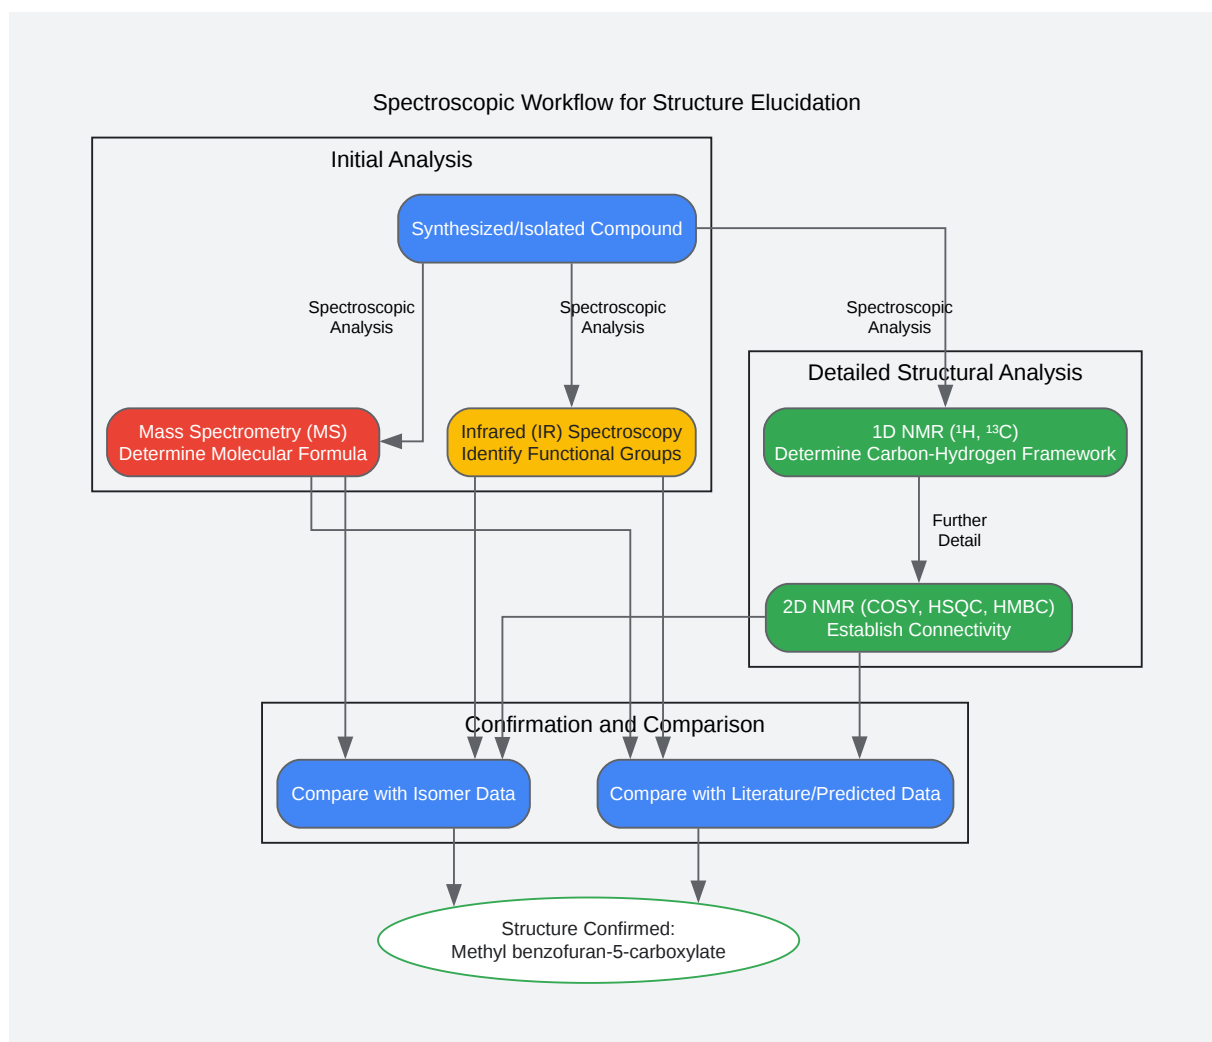 Spectroscopic Workflow for Structure Elucidation
Initial Analysis
Synthesized/Isolated Compound
Spectroscopic
Analysis
Spectroscopic
Analysis
Spectroscopic
Analysis
Detailed Structural Analysis
Mass Spectrometry (MS)
Determine Molecular Formula
Infrared (IR) Spectroscopy
Identify Functional Groups
1D NMR (¹H, ¹³C)
Determine Carbon-Hydrogen Framework
Further
Detail
2D NMR (COSY, HSQC, HMBC)
Establish Connectivity
Confirmation and Comparison
Compare with Isomer Data
Compare with Literature/Predicted Data
Structure Confirmed:
Methyl benzofuran-5-carboxylate